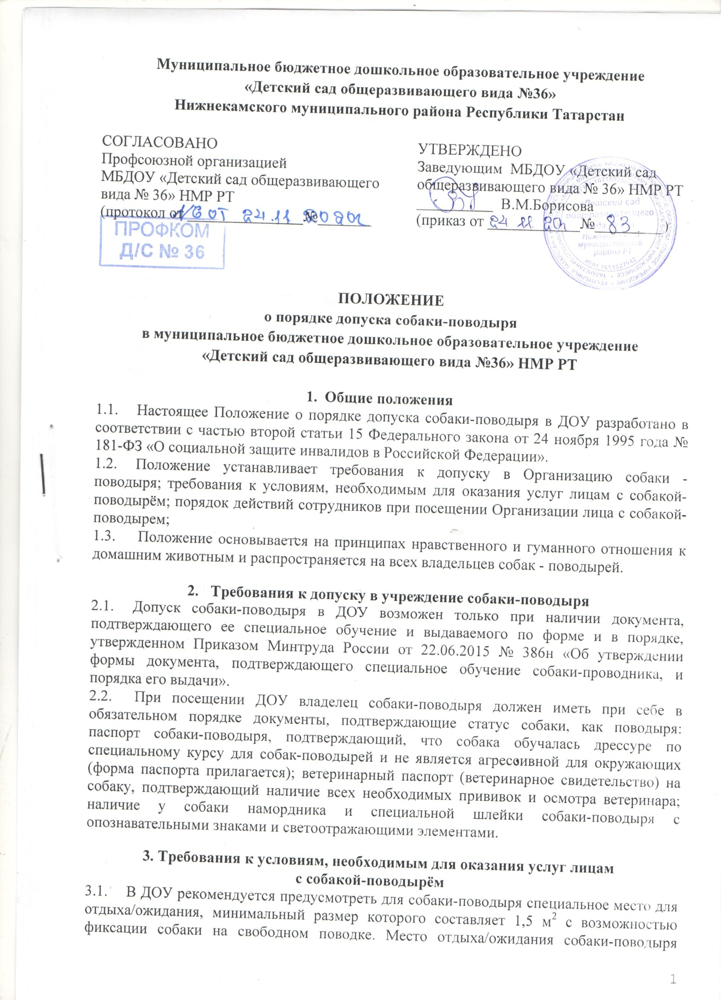 Муниципальное бюджетное дошкольное образовательное учреждение
«Детский сад общеразвивающего вида №36»
Нижнекамского муниципального района Республики Татарстан
СОГЛАСОВАНО
Профсоюзной организацией
МБДОУ «Детский сад общеразвивающего
вида № 36» НМР РТ
(протокол от от 24.11 2020г №
ПРОФКОМ
Д/С № 36
УТВЕРЖДЕНО
Заведующим МБДОУ «Детский сад
общеразвивающего вида № 36» НМР РТ
В.М.Борисова
(приказ от 24 11 20г № 83 )
«Детский сад
общеразвивающего
вида
муниципального
района РТ
ИНН 1651027942
ПОЛОЖЕНИЕ
о порядке допуска собаки-поводыря
в муниципальное бюджетное дошкольное образовательное учреждение
«Детский сад общеразвивающего вида №36» НМР РТ
1. Общие положения
1.1. Настоящее Положение о порядке допуска собаки-поводыря в ДОУ разработано в
соответствии с частью второй статьи 15 Федерального закона от 24 ноября 1995 года №
181-ФЗ «О социальной защите инвалидов в Российской Федерации».
1.2. Положение устанавливает требования к допуску в Организацию собаки -
поводыря; требования к условиям, необходимым для оказания услуг лицам с собакой-
поводырём; порядок действий сотрудников при посещении Организации лица с собакой-
поводырем;
1.3. Положение основывается на принципах нравственного и гуманного отношения к
домашним животным и распространяется на всех владельцев собак - поводырей.
2. Требования к допуску в учреждение собаки-поводыря
2.1. Допуск собаки-поводыря в ДОУ возможен только при наличии документа,
подтверждающего ее специальное обучение и выдаваемого по форме и в порядке,
утвержденном Приказом Минтруда России от 22.06.2015 № 386н «Об утверждении
формы документа, подтверждающего специальное обучение собаки-проводника, и
порядка его выдачи».
2.2. При посещении ДОУ владелец собаки-поводыря должен иметь при себе в
обязательном порядке документы, подтверждающие статус собаки, как поводыря:
паспорт собаки-поводыря, подтверждающий, что собака обучалась дрессуре по
специальному курсу для собак-поводырей и не является агрессивной для окружающих
(форма паспорта прилагается); ветеринарный паспорт (ветеринарное свидетельство) на
собаку, подтверждающий наличие всех необходимых прививок и осмотра ветеринара;
наличие у собаки намордника и специальной шлейки собаки-поводыря с
опознавательными знаками и светоотражающими элементами.
3. Требования к условиям, необходимым для оказания услуг лицам
с собакой-поводырём
3.1. В ДОУ рекомендуется предусмотреть для собаки-поводыря специальное место для
отдыха/ожидания, минимальный размер которого составляет 1,5 м² с возможностью
фиксации собаки на свободном поводке. Место отдыха/ожидания собаки-поводыря
1